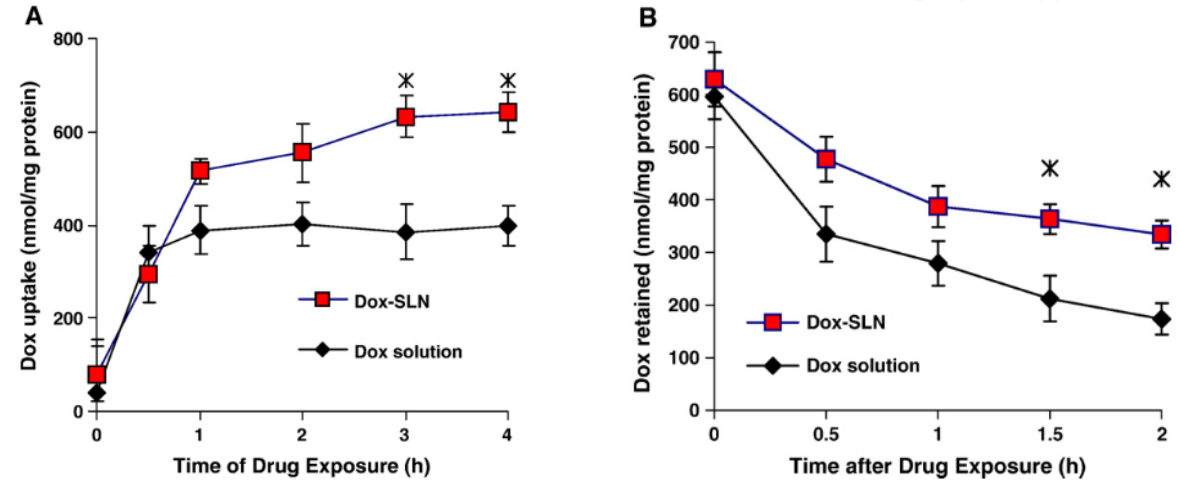 A
Dox uptake (nmol/mg protein)
800
600
400
200
0
0 1 2 3 4
Time of Drug Exposure (h)
Dox-SLN
Dox solution
B
Dox retained (nmol/mg protein)
700
600
500
400
300
200
100
0
0 0.5 1 1.5 2
Time after Drug Exposure (h)
Dox-SLN
Dox solution